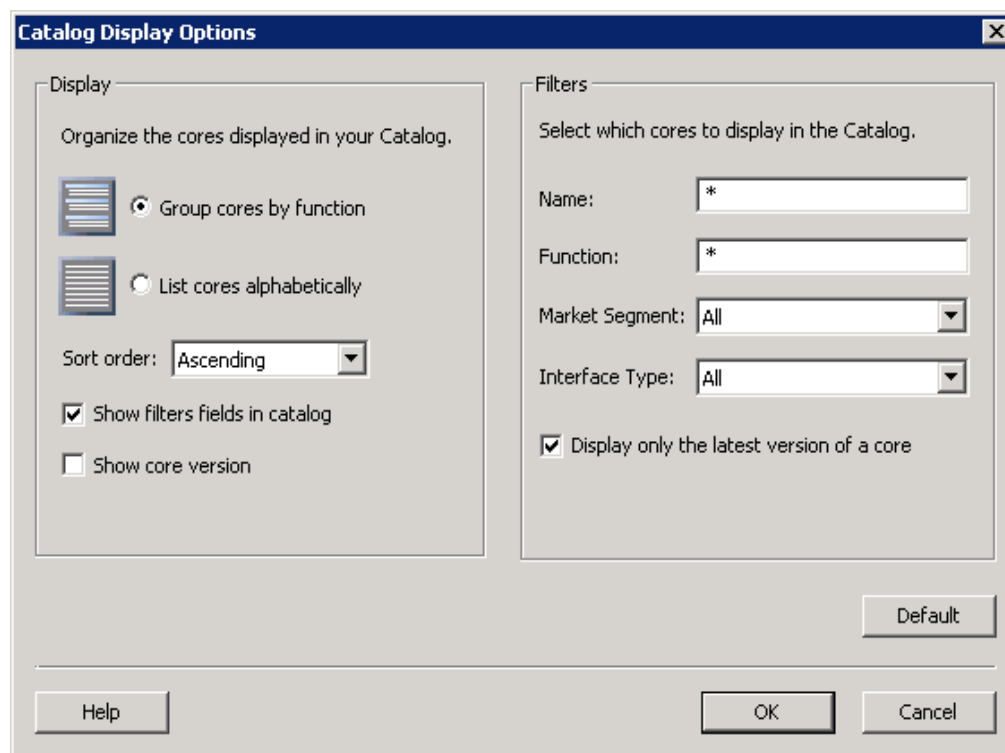 Catalog Display Options
Display
Organize the cores displayed in your Catalog.
Group cores by function
List cores alphabetically
Sort order: Ascending
Show filters fields in catalog
Show core version
Filters
Select which cores to display in the Catalog.
Name: *
Function: *
Market Segment: All
Interface Type: All
Display only the latest version of a core
Default
Help
OK
Cancel